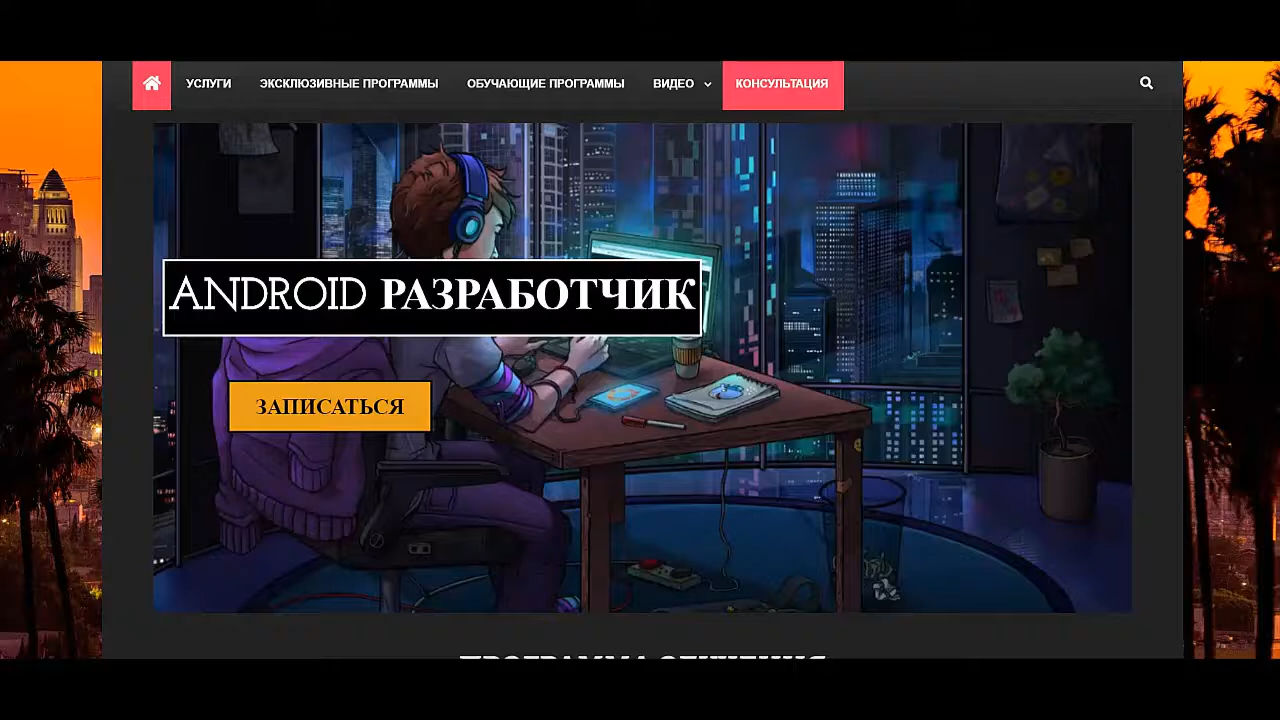 УСЛУГИ ЭКСКЛЮЗИВНЫЕ ПРОГРАММЫ ОБУЧАЮЩИЕ ПРОГРАММЫ ВИДЕО КОНСУЛЬТАЦИЯ
ANDROID РАЗРАБОТЧИК
ЗАПИСАТЬСЯ